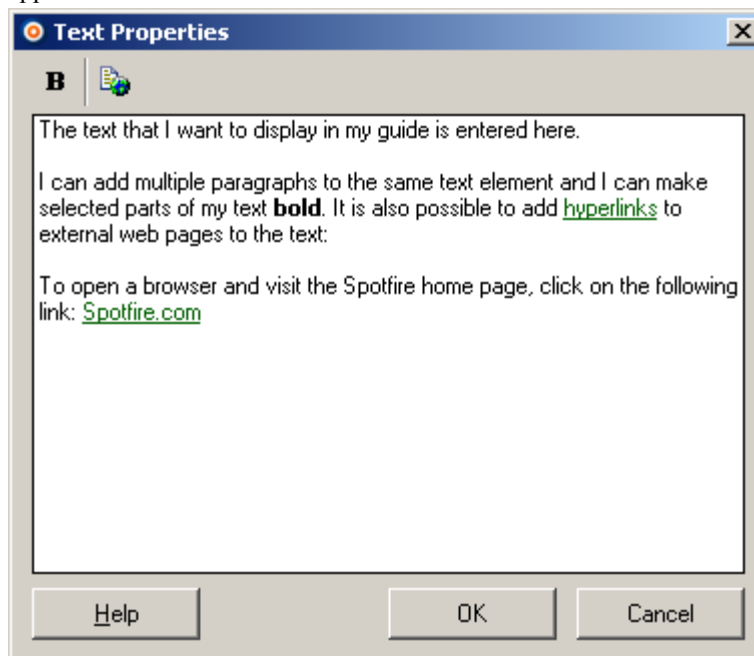 Text Properties
B
The text that I want to display in my guide is entered here.
I can add multiple paragraphs to the same text element and I can make
selected parts of my text bold. It is also possible to add hyperlinks to
external web pages to the text:
To open a browser and visit the Spotfire home page, click on the following
link: Spotfire.com
Help
OK
Cancel